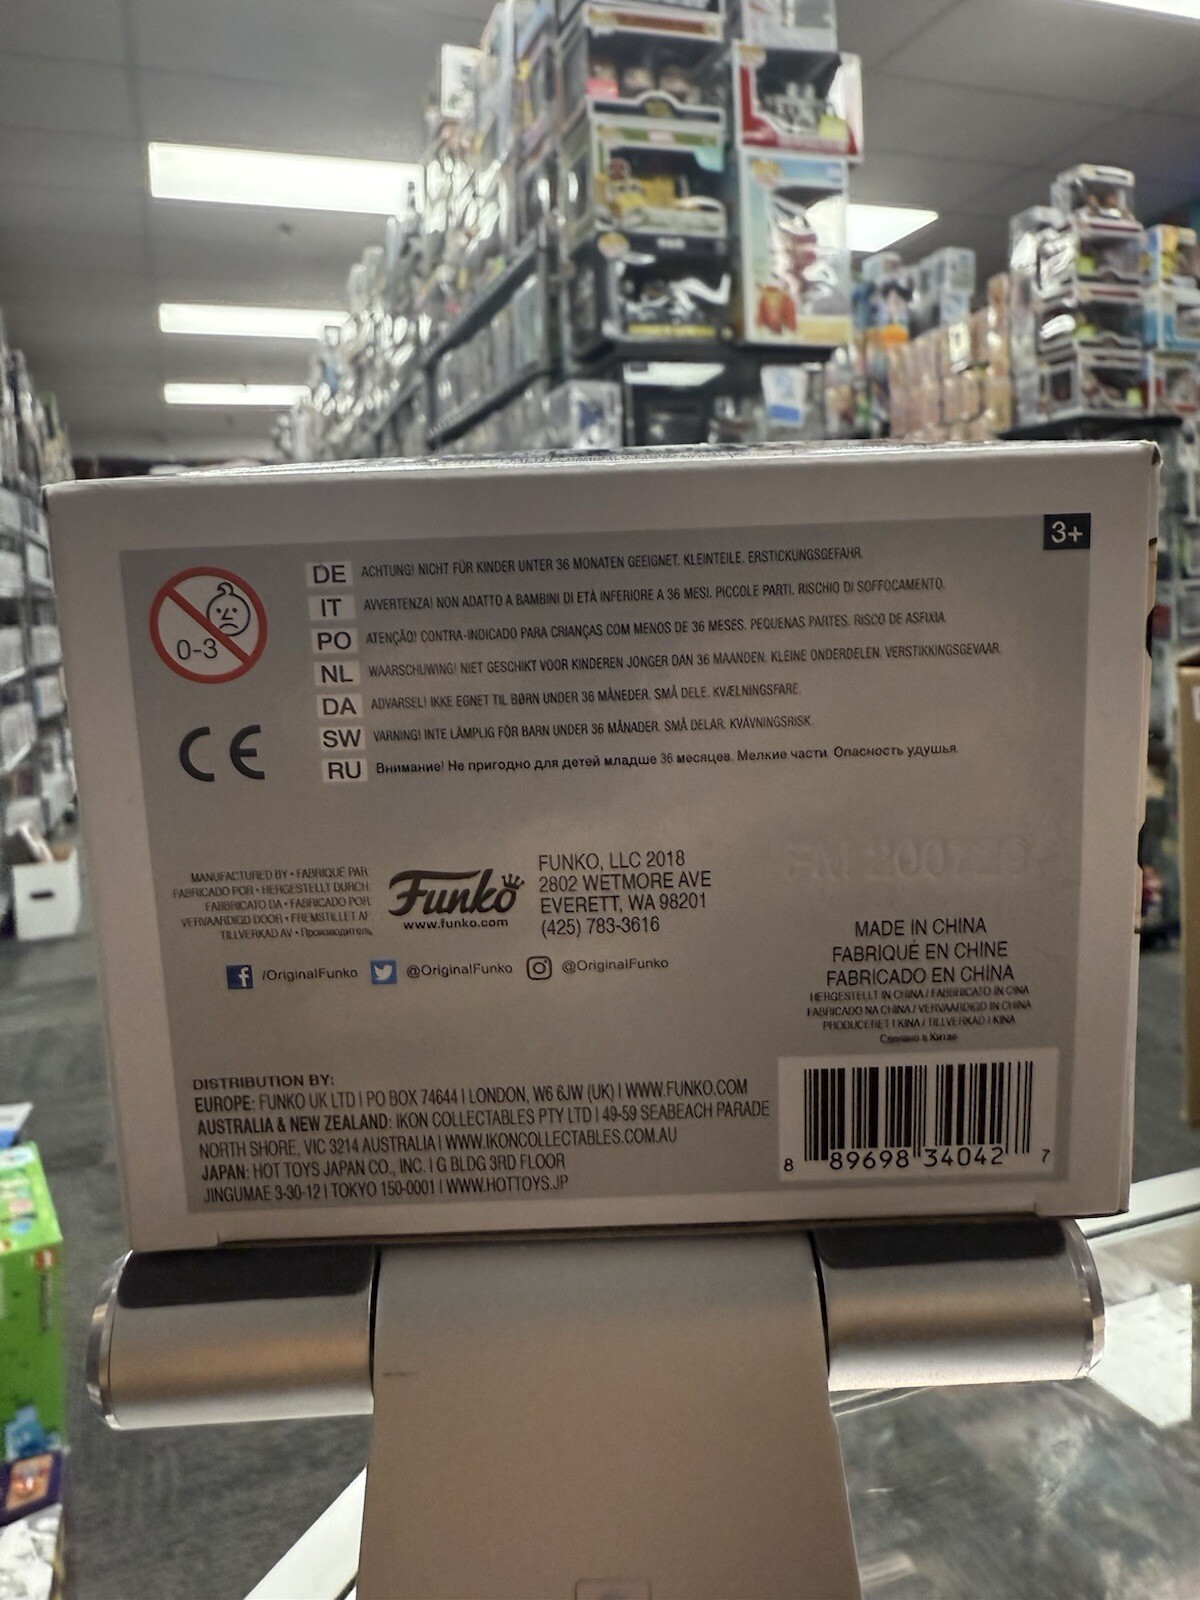 3+
0-3
DE ACHTUNG! NICHT FÜR KINDER UNTER 36 MONATEN GEEIGNET. KLEINTEILE. ERSTICKUNGSGEFAHR.
IT AVVERTENZA! NON ADATTO A BAMBINI DI ETÀ INFERIORE A 36 MESI. PICCOLE PARTI. RISCHIO DI SOFFOCAMENTO.
PO ATENÇÃO! CONTRA-INDICADO PARA CRIANÇAS COM MENOS DE 36 MESES. PEQUENAS PARTES. RISCO DE ASFIXIA.
NL WAARSCHUWING! NIET GESCHIKT VOOR KINDEREN JONGER DAN 36 MAANDEN. KLEINE ONDERDELEN. VERSTIKKINGSGEVAAR.
DA ADVARSEL! IKKE EGNET TIL BØRN UNDER 36 MÅNEDER. SMÅ DELE. KVÆLNINGSFARE.
SW VARNING! INTE LÄMPLIG FÖR BARN UNDER 36 MÅNADER. SMÅ DELAR. KVÄVNINGSRISK.
RU Внимание! Не пригодно для детей младше 36 месяцев. Мелкие части. Опасность удушья.
CE
MANUFACTURED BY • FABRIQUÉ PAR
FABRICADO POR • HERGESTELLT DURCH
FABBRICATO DA • FABRICADO POR
VERVAARDIGD DOOR • FREMSTILLET AF
TILLVERKAD AV • Производитель
Funko
www.funko.com
FUNKO, LLC 2018
2802 WETMORE AVE
EVERETT, WA 98201
(425) 783-3616
/OriginalFunko @OriginalFunko @OriginalFunko
MADE IN CHINA
FABRIQUÉ EN CHINE
FABRICADO EN CHINA
HERGESTELLT IN CHINA / FABBRICATO IN CINA
FABRICADO NA CHINA / VERVAARDIGD IN CHINA
PRODUCERET I KINA / TILLVERKAD I KINA
Сделано в Китае
DISTRIBUTION BY:
EUROPE: FUNKO UK LTD | PO BOX 74644 | LONDON, W6 6JW (UK) | WWW.FUNKO.COM
AUSTRALIA & NEW ZEALAND: IKON COLLECTABLES PTY LTD | 49-59 SEABEACH PARADE
NORTH SHORE, VIC 3214 AUSTRALIA | WWW.IKONCOLLECTABLES.COM.AU
JAPAN: HOT TOYS JAPAN CO., INC. | G BLDG 3RD FLOOR
JINGUMAE 3-30-12 | TOKYO 150-0001 | WWW.HOTTOYS.JP
8 89698 34042 7